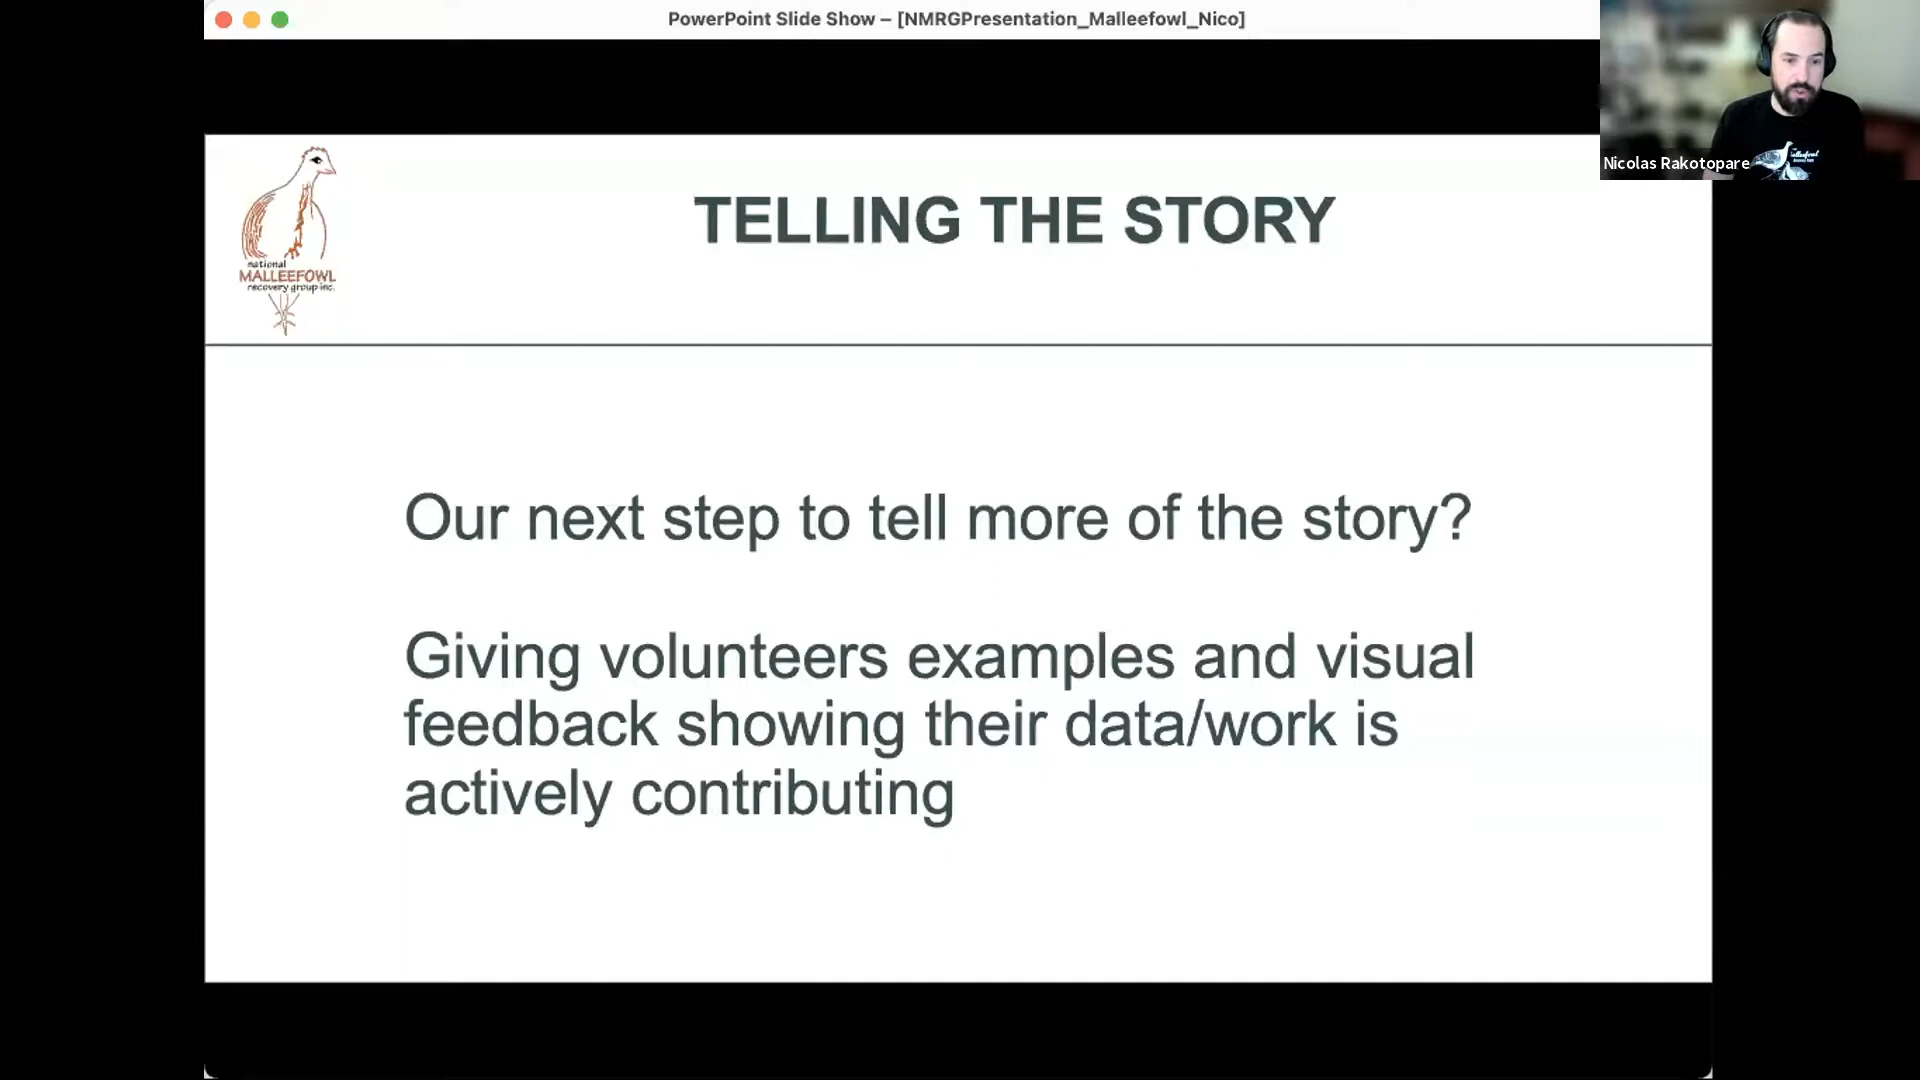 PowerPoint Slide Show – [NMRGPresentation_Malleefowl_Nico]
Nicolas Rakotopare
national
MALLEEFOWL
recovery group inc.
TELLING THE STORY
Our next step to tell more of the story?
Giving volunteers examples and visual
feedback showing their data/work is
actively contributing